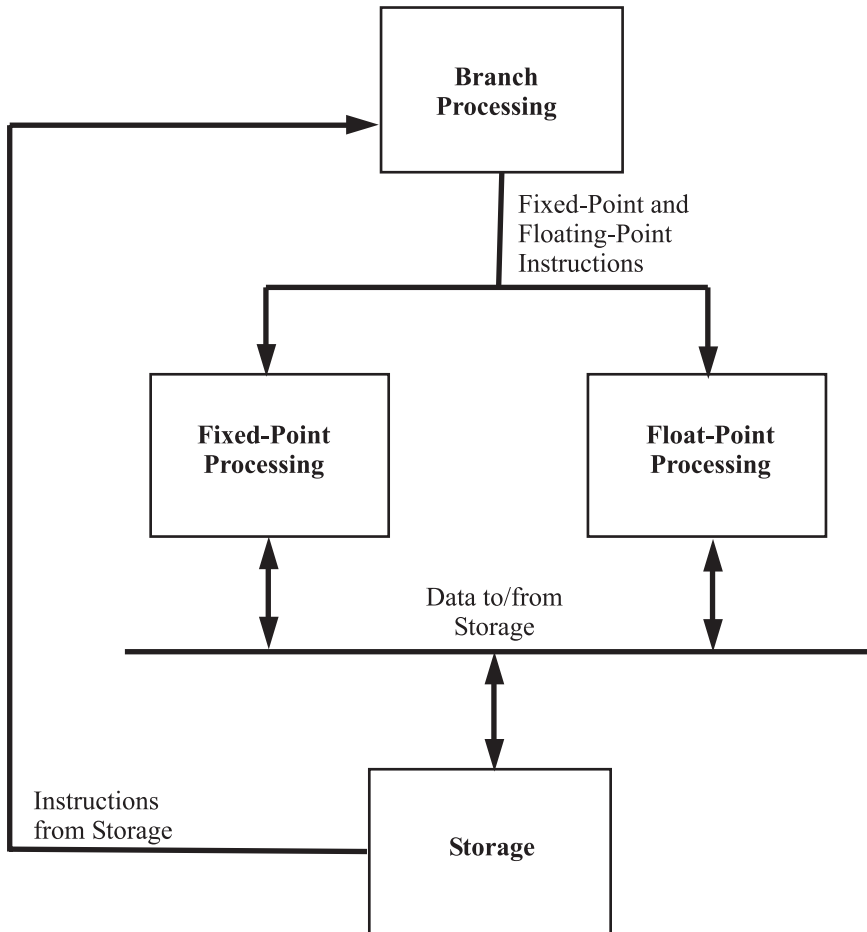 Branch
Processing
Fixed-Point and
Floating-Point
Instructions
Fixed-Point
Processing
Float-Point
Processing
Data to/from
Storage
Instructions
from Storage
Storage